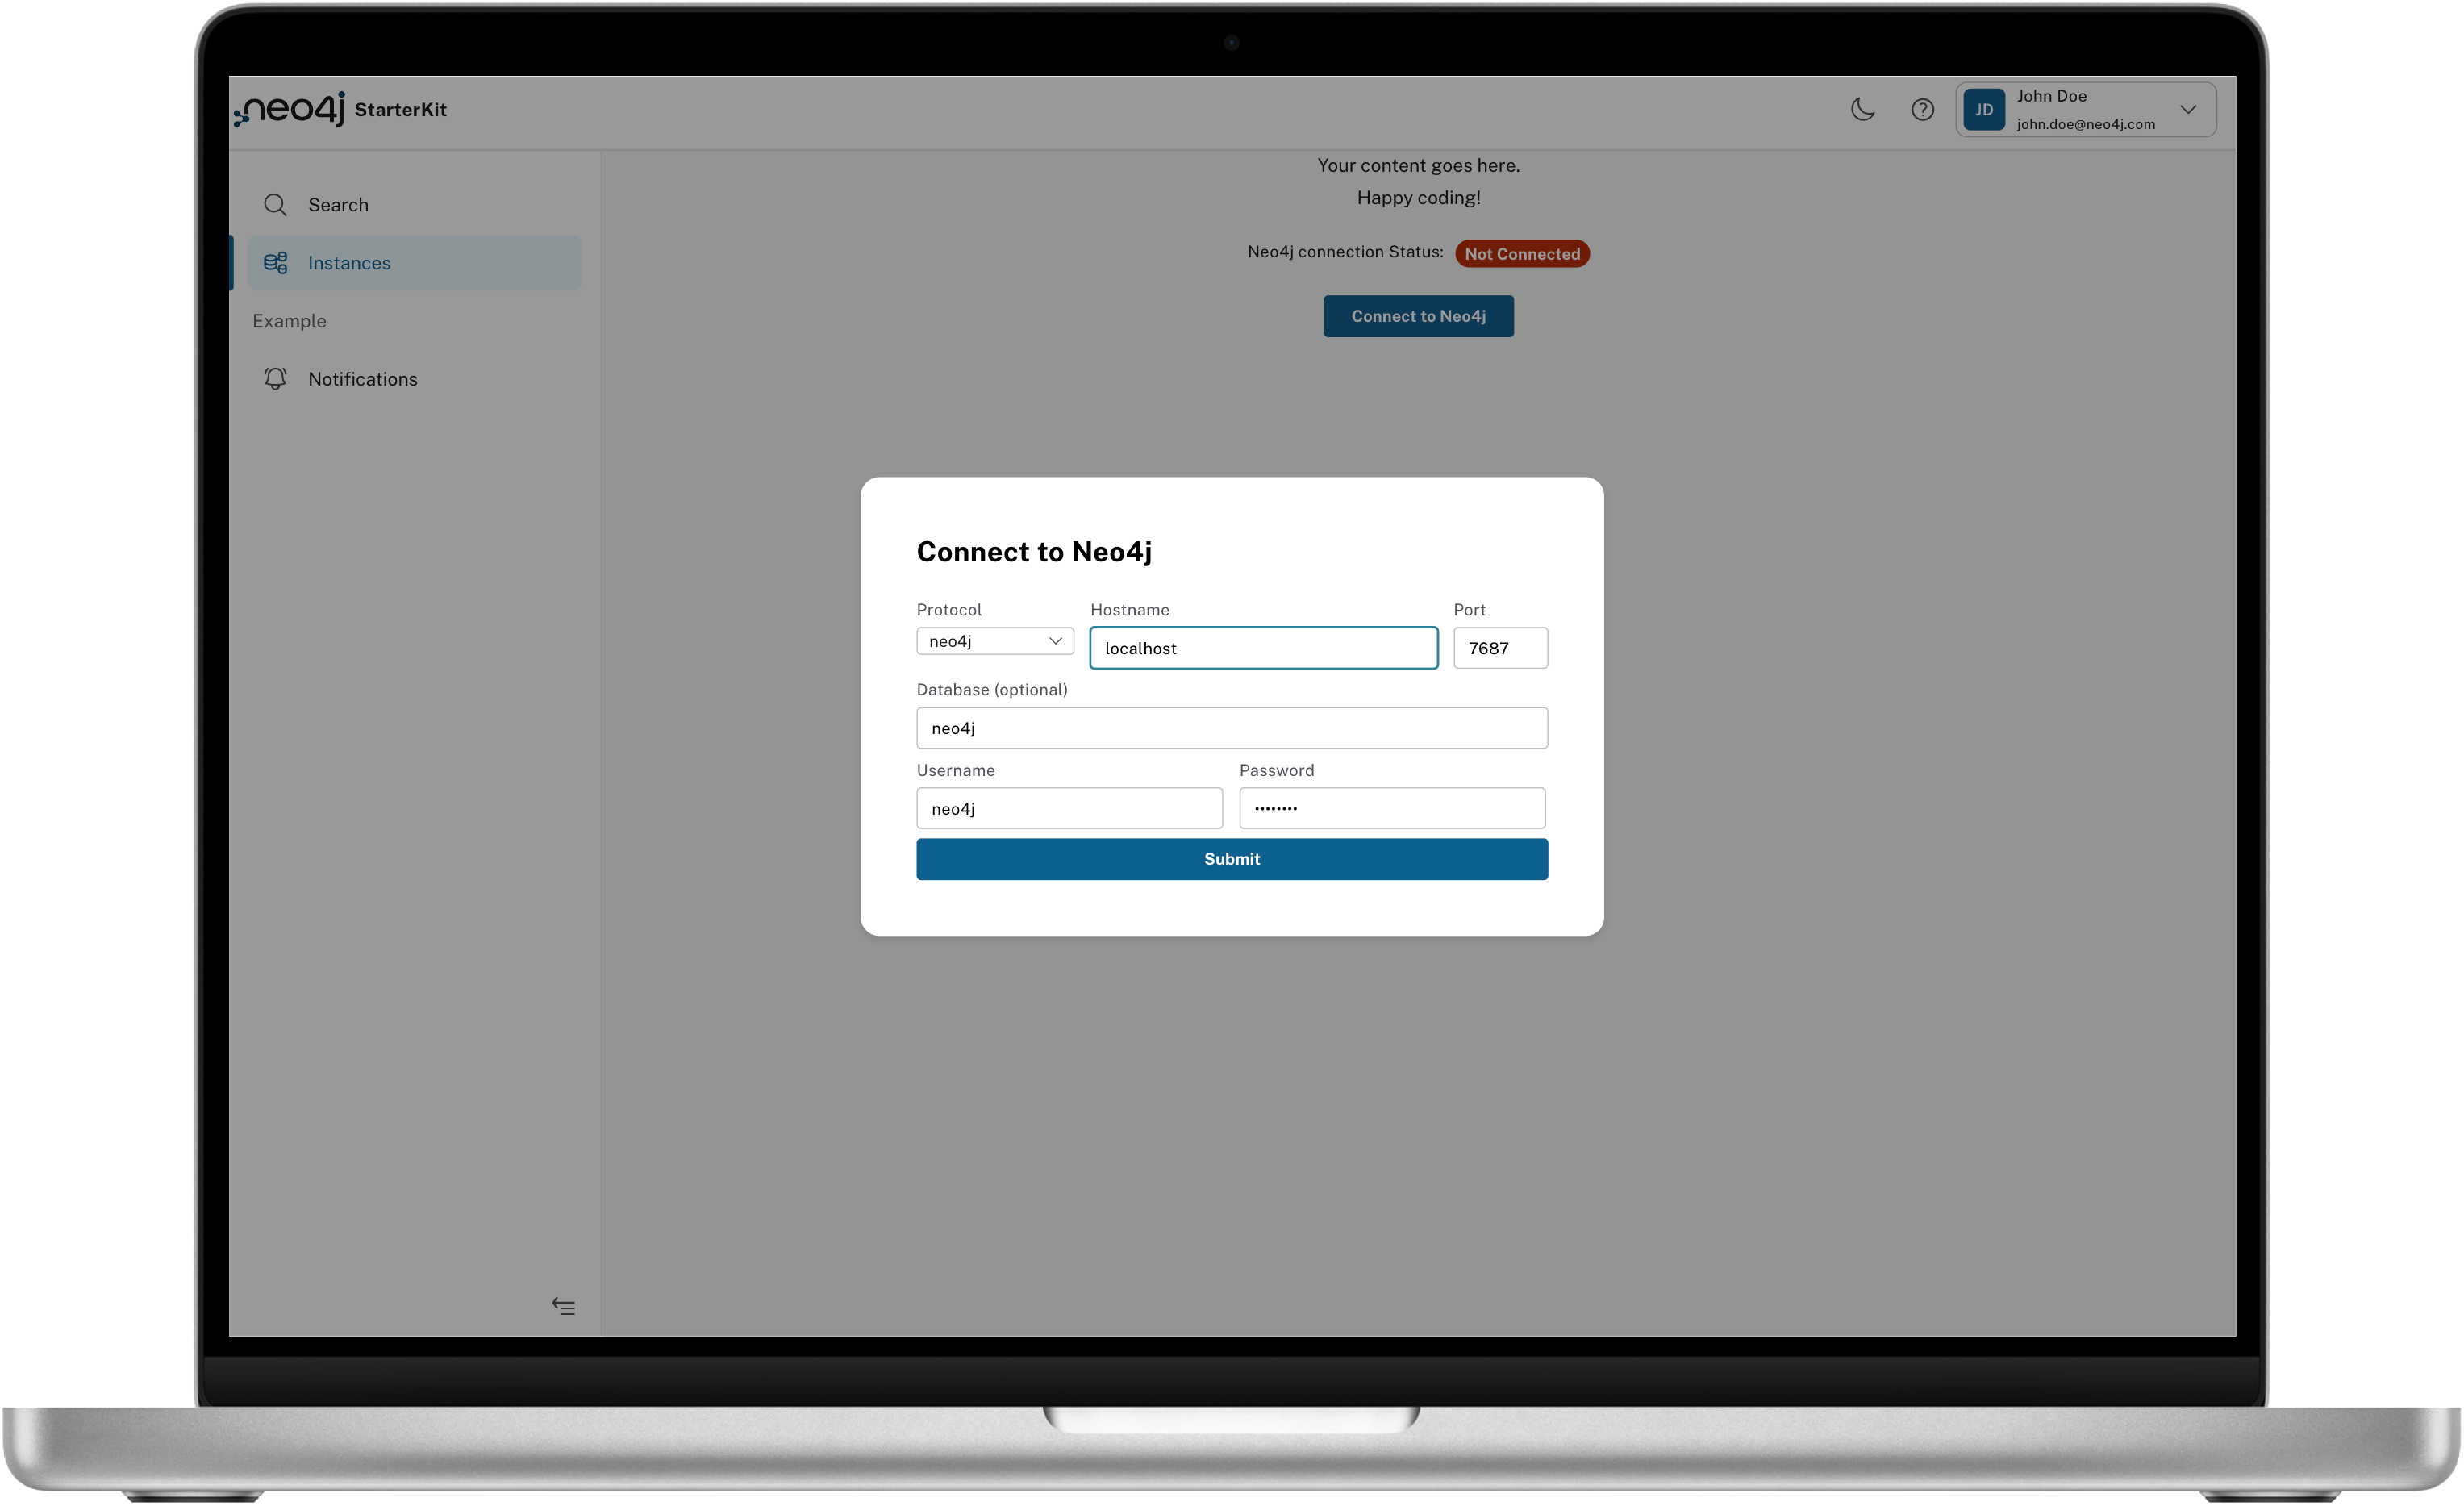 neo4j StarterKit
JD
John Doe
john.doe@neo4j.com
Search
Instances
Example
Notifications
Your content goes here.
Happy coding!
Neo4j connection Status: Not Connected
Connect to Neo4j
Connect to Neo4j
Protocol Hostname Port
neo4j localhost 7687
Database (optional)
neo4j
Username Password
neo4j ••••••••
Submit